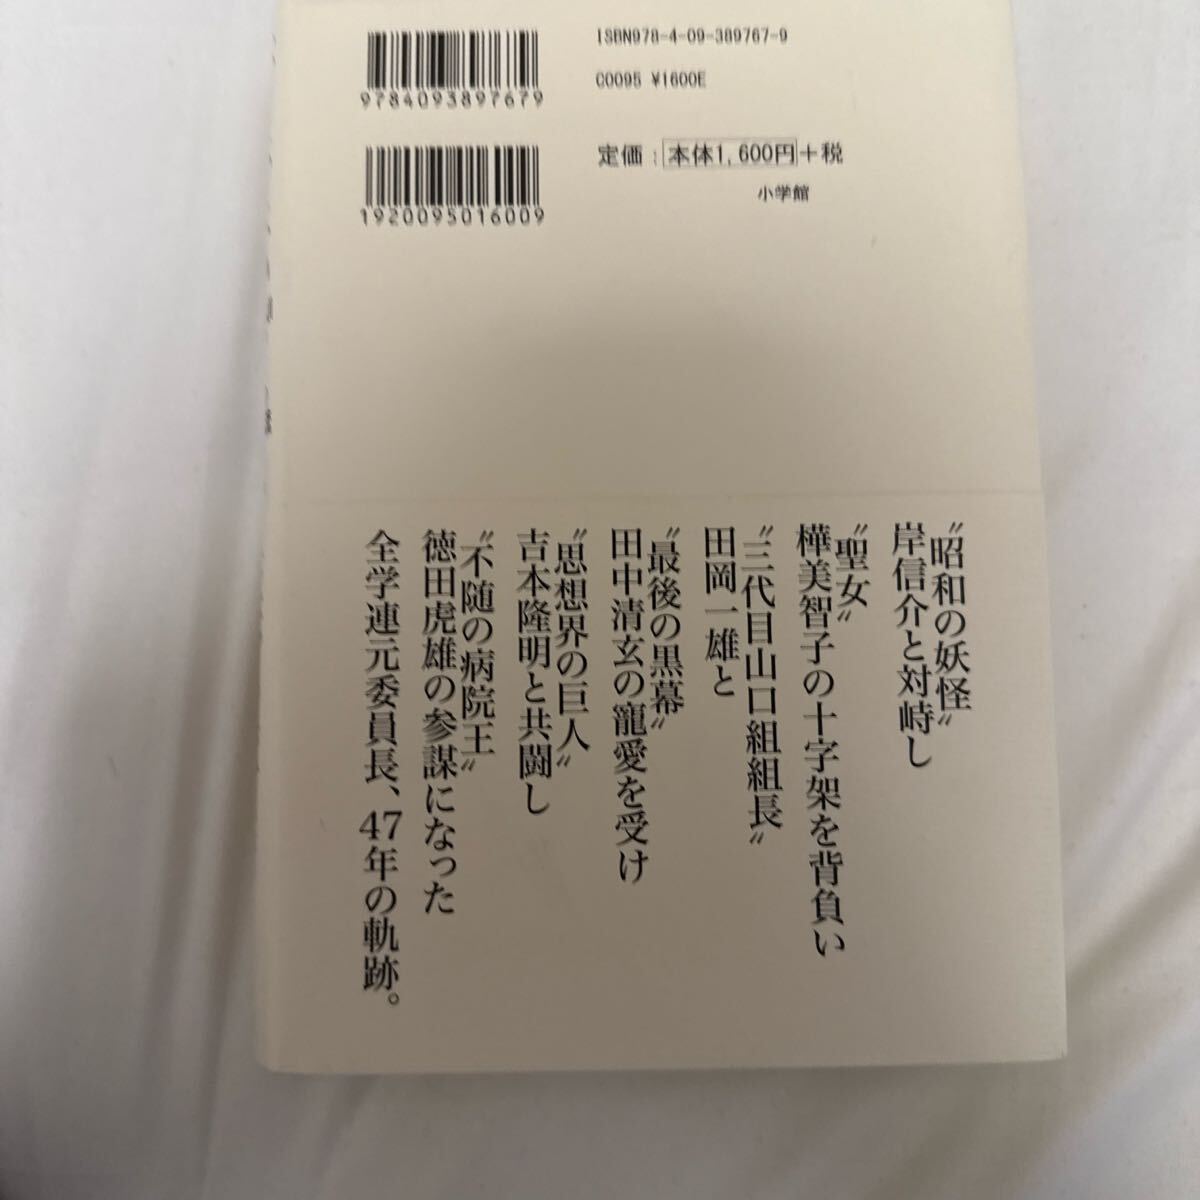 ISBN978-4-09-389767-9
C0095 ¥1600E
9784093897679
定価：本体1,600円＋税
小学館
1920095016009
〝昭和の妖怪〟
岸信介と対峙し
〝聖女〟
樺美智子の十字架を背負い
〝三代目山口組組長〟
田岡一雄と
〝最後の黒幕〟
田中清玄の寵愛を受け
〝思想界の巨人〟
吉本隆明と共闘し
〝不随の病院王〟
徳田虎雄の参謀になった
全学連元委員長、47年の軌跡。